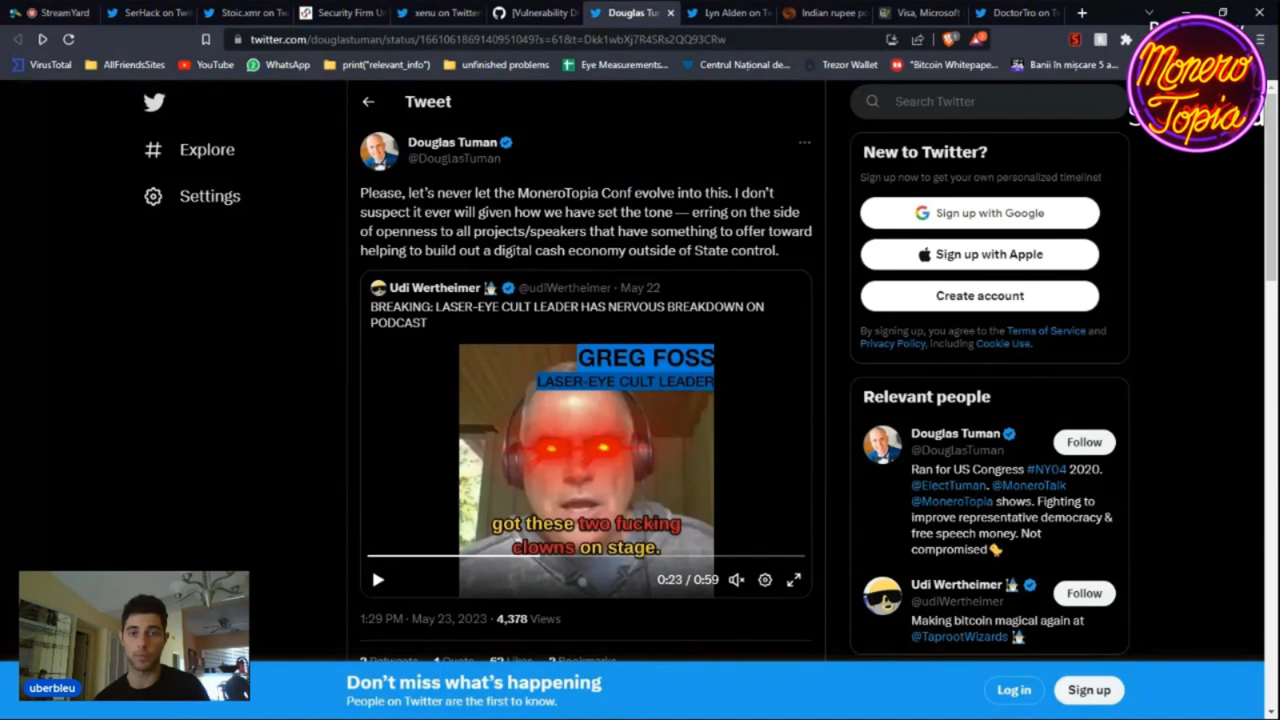 StreamYard
SerHack on Twi
Stoic.xmr on Twi
Security Firm U
xenu on Twitter
[Vulnerability D
Douglas Tu
Lyn Alden on T
Indian rupee p
Visa, Microsoft
DoctorTro on T
twitter.com/douglastuman/status/1661061869140951049?s=61&t=Dkk1wbXj7R4SRs2QQ93CRw
VirusTotal
AllFriendsSites
YouTube
WhatsApp
print("relevant_info")
unfinished problems
Eye Measurements...
Centrul Național de...
Trezor Wallet
"Bitcoin Whitepape...
Banii în mișcare 5 a...
Monero
Topia
Explore
Settings
Tweet
Douglas Tuman
@DouglasTuman
Please, let's never let the MoneroTopia Conf evolve into this. I don't
suspect it ever will given how we have set the tone — erring on the side
of openness to all projects/speakers that have something to offer toward
helping to build out a digital cash economy outside of State control.
Udi Wertheimer @udiWertheimer · May 22
BREAKING: LASER-EYE CULT LEADER HAS NERVOUS BREAKDOWN ON
PODCAST
GREG FOSS
LASER-EYE CULT LEADER
got these two fucking
clowns on stage.
0:23 / 0:59
1:29 PM · May 23, 2023 · 4,378 Views
Search Twitter
New to Twitter?
Sign up now to get your own personalized timeline!
Sign up with Google
Sign up with Apple
Create account
By signing up, you agree to the Terms of Service and
Privacy Policy, including Cookie Use.
Relevant people
Douglas Tuman
@DouglasTuman
Follow
Ran for US Congress #NY04 2020.
@ElectTuman. @MoneroTalk
@MoneroTopia shows. Fighting to
improve representative democracy &
free speech money. Not
compromised
Udi Wertheimer
@udiWertheimer
Follow
Making bitcoin magical again at
@TaprootWizards
uberbleu
Don't miss what's happening
People on Twitter are the first to know.
Log in
Sign up